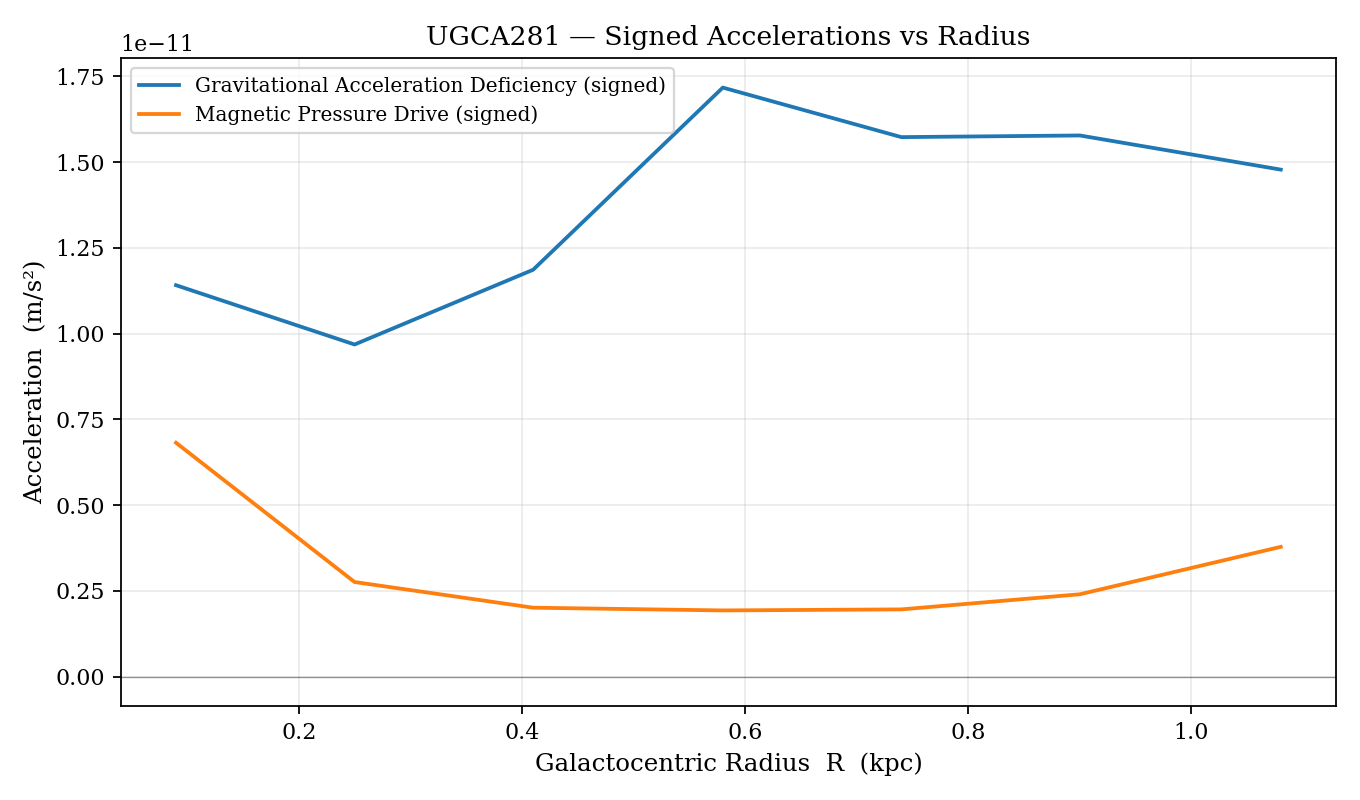 UGCA281 — Signed Accelerations vs Radius
1e−11
Gravitational Acceleration Deficiency (signed)
Magnetic Pressure Drive (signed)
Acceleration (m/s²)
1.75
1.50
1.25
1.00
0.75
0.50
0.25
0.00
0.2 0.4 0.6 0.8 1.0
Galactocentric Radius R (kpc)